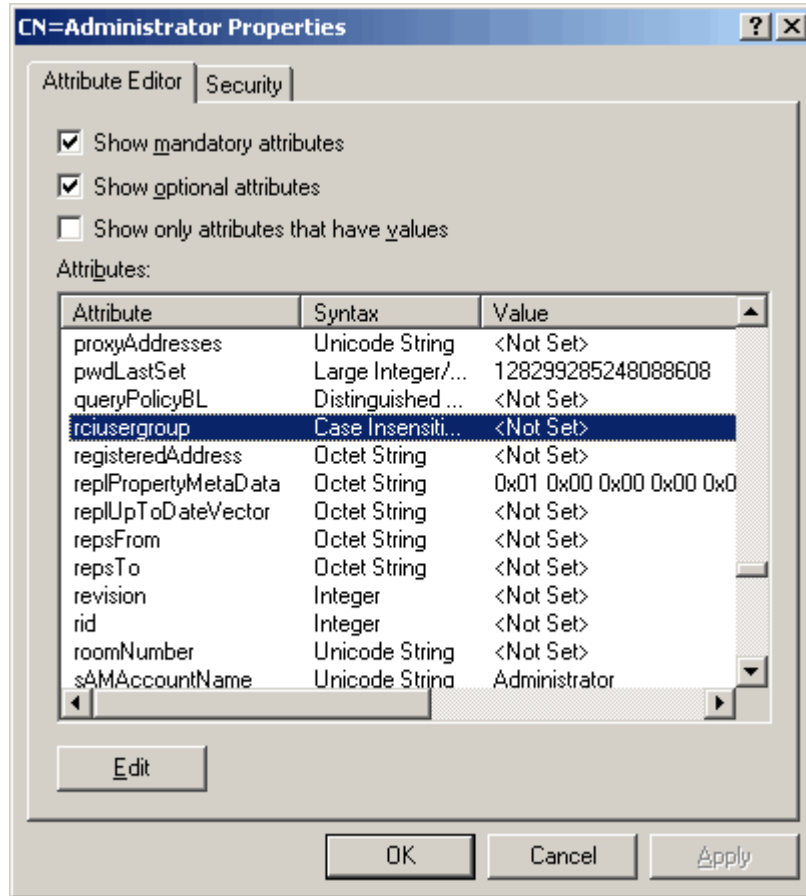 CN=Administrator Properties
Attribute Editor Security
Show mandatory attributes
Show optional attributes
Show only attributes that have values
Attributes:
Attribute Syntax Value
proxyAddresses Unicode String <Not Set>
pwdLastSet Large Integer/... 128299285248088608
queryPolicyBL Distinguished ... <Not Set>
rciusergroup Case Insensiti... <Not Set>
registeredAddress Octet String <Not Set>
replPropertyMetaData Octet String 0x01 0x00 0x00 0x00 0x0
replUpToDateVector Octet String <Not Set>
repsFrom Octet String <Not Set>
repsTo Octet String <Not Set>
revision Integer <Not Set>
rid Integer <Not Set>
roomNumber Unicode String <Not Set>
sAMAccountName Unicode String Administrator
Edit
OK Cancel Apply